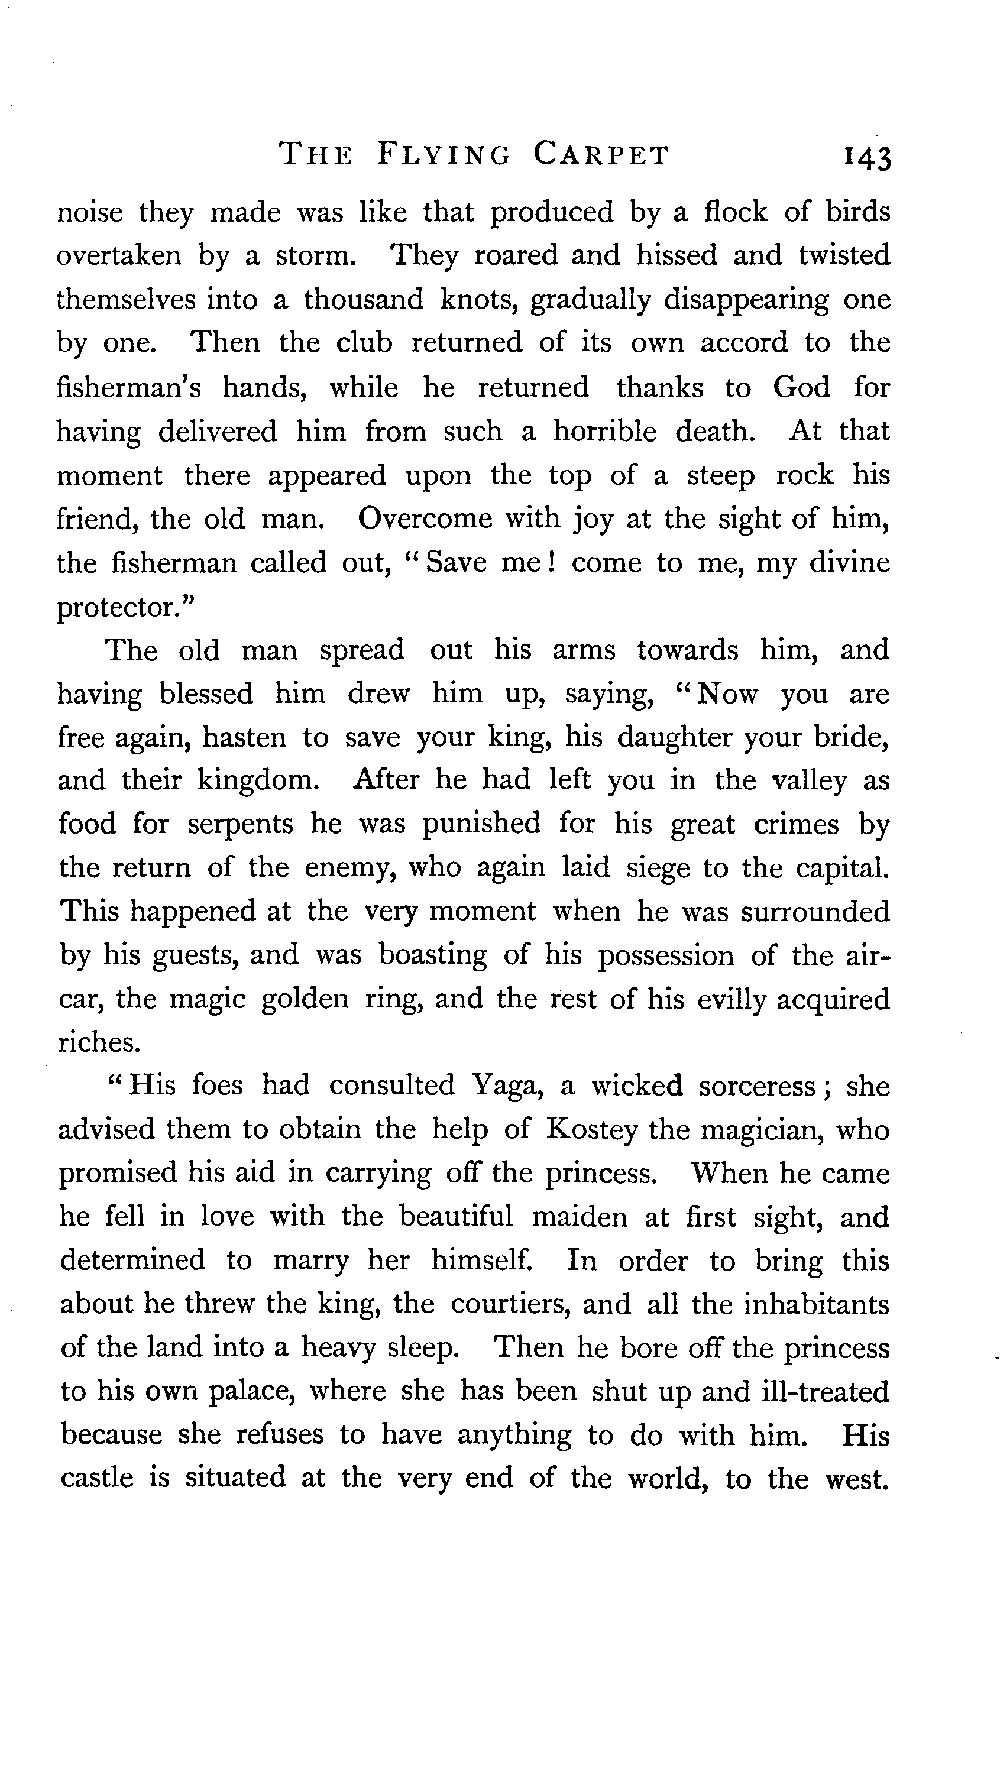 THE FLYING CARPET 143
noise they made was like that produced by a flock of birds
overtaken by a storm. They roared and hissed and twisted
themselves into a thousand knots, gradually disappearing one
by one. Then the club returned of its own accord to the
fisherman's hands, while he returned thanks to God for
having delivered him from such a horrible death. At that
moment there appeared upon the top of a steep rock his
friend, the old man. Overcome with joy at the sight of him,
the fisherman called out, “Save me! come to me, my divine
protector.”
The old man spread out his arms towards him, and
having blessed him drew him up, saying, “Now you are
free again, hasten to save your king, his daughter your bride,
and their kingdom. After he had left you in the valley as
food for serpents he was punished for his great crimes by
the return of the enemy, who again laid siege to the capital.
This happened at the very moment when he was surrounded
by his guests, and was boasting of his possession of the air-
car, the magic golden ring, and the rest of his evilly acquired
riches.
“His foes had consulted Yaga, a wicked sorceress; she
advised them to obtain the help of Kostey the magician, who
promised his aid in carrying off the princess. When he came
he fell in love with the beautiful maiden at first sight, and
determined to marry her himself. In order to bring this
about he threw the king, the courtiers, and all the inhabitants
of the land into a heavy sleep. Then he bore off the princess
to his own palace, where she has been shut up and ill-treated
because she refuses to have anything to do with him. His
castle is situated at the very end of the world, to the west.